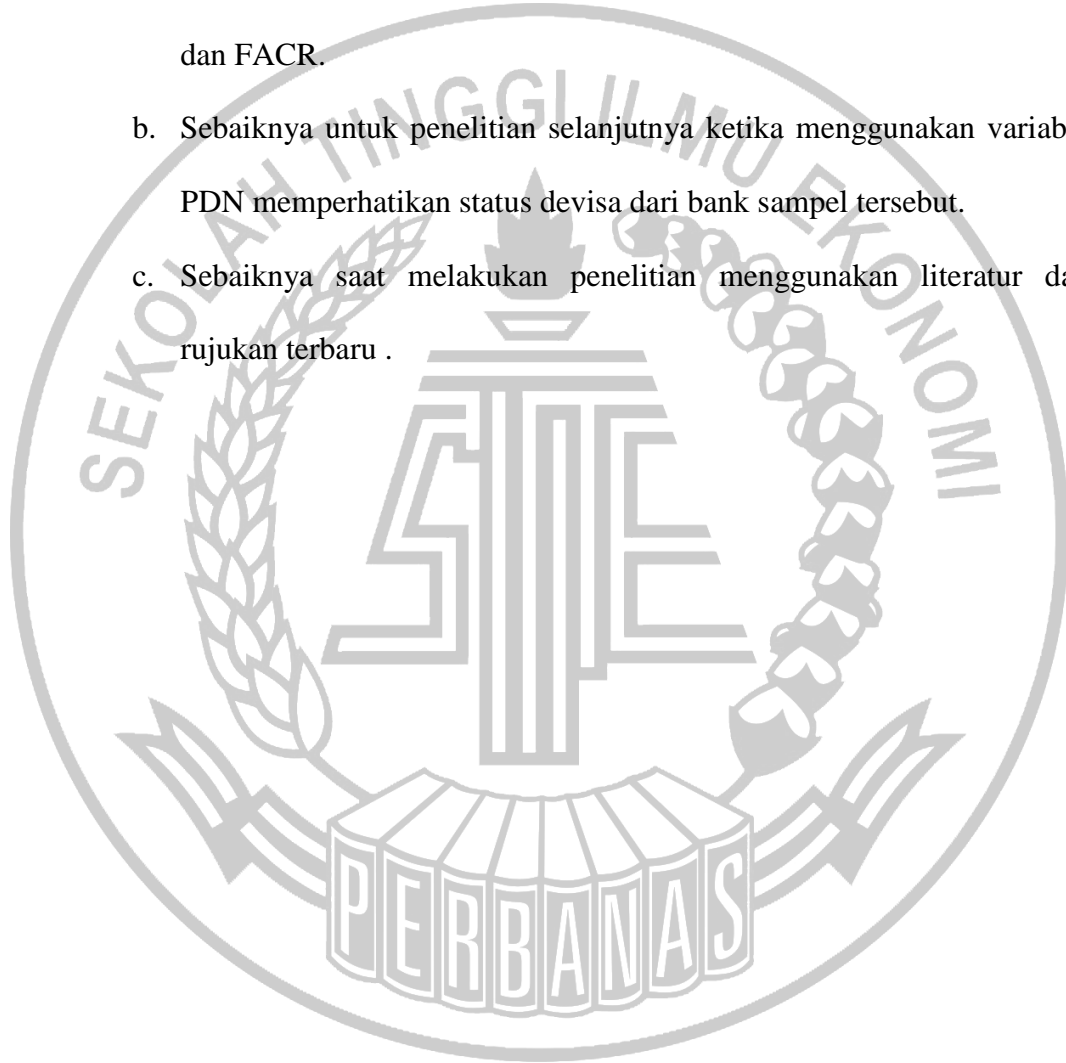 dan FACR.
b. Sebaiknya untuk penelitian selanjutnya ketika menggunakan variab
PDN memperhatikan status devisa dari bank sampel tersebut.
c. Sebaiknya saat melakukan penelitian menggunakan literatur da
rujukan terbaru .
SEKOLAH TINGGI ILMU EKONOMI
STIE
PERBANAS